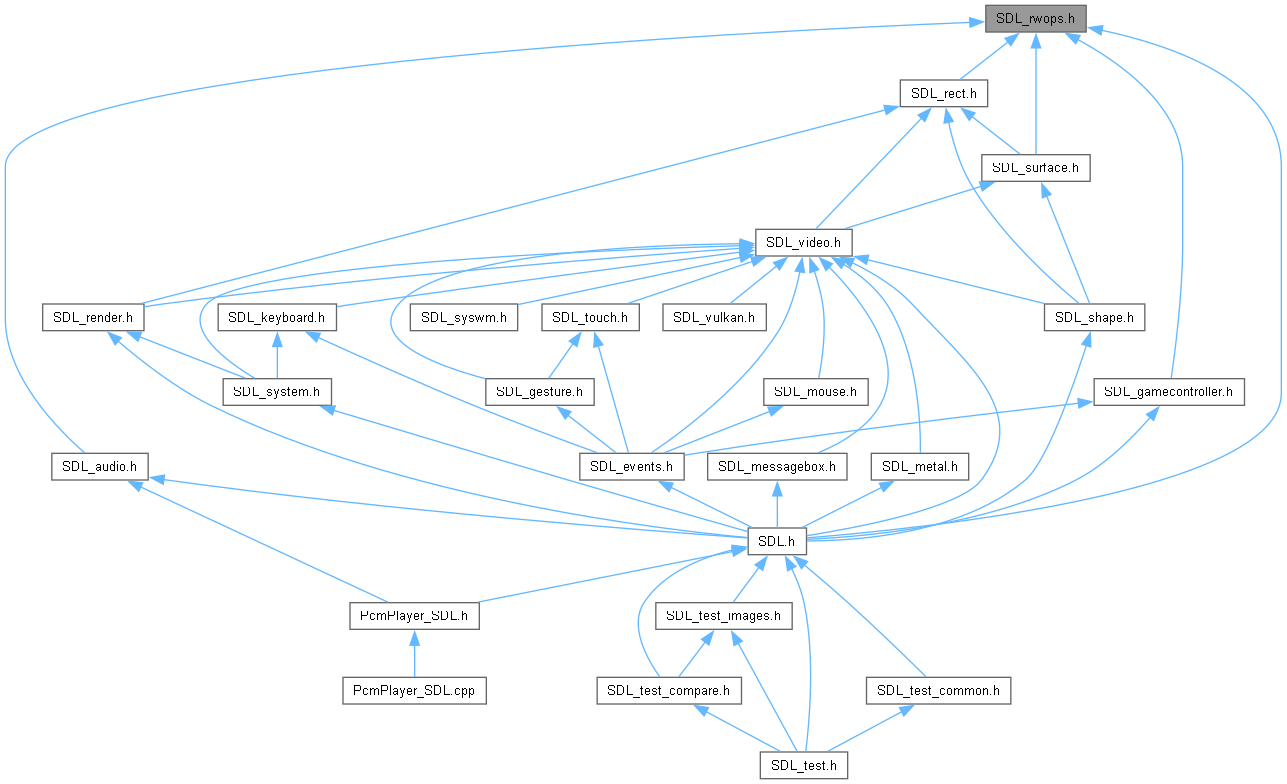 SDL_rwops.h
SDL_rect.h
SDL_surface.h
SDL_video.h
SDL_render.h
SDL_keyboard.h
SDL_syswm.h
SDL_touch.h
SDL_vulkan.h
SDL_shape.h
SDL_system.h
SDL_gesture.h
SDL_mouse.h
SDL_gamecontroller.h
SDL_audio.h
SDL_events.h
SDL_messagebox.h
SDL_metal.h
SDL.h
PcmPlayer_SDL.h
SDL_test_images.h
PcmPlayer_SDL.cpp
SDL_test_compare.h
SDL_test_common.h
SDL_test.h